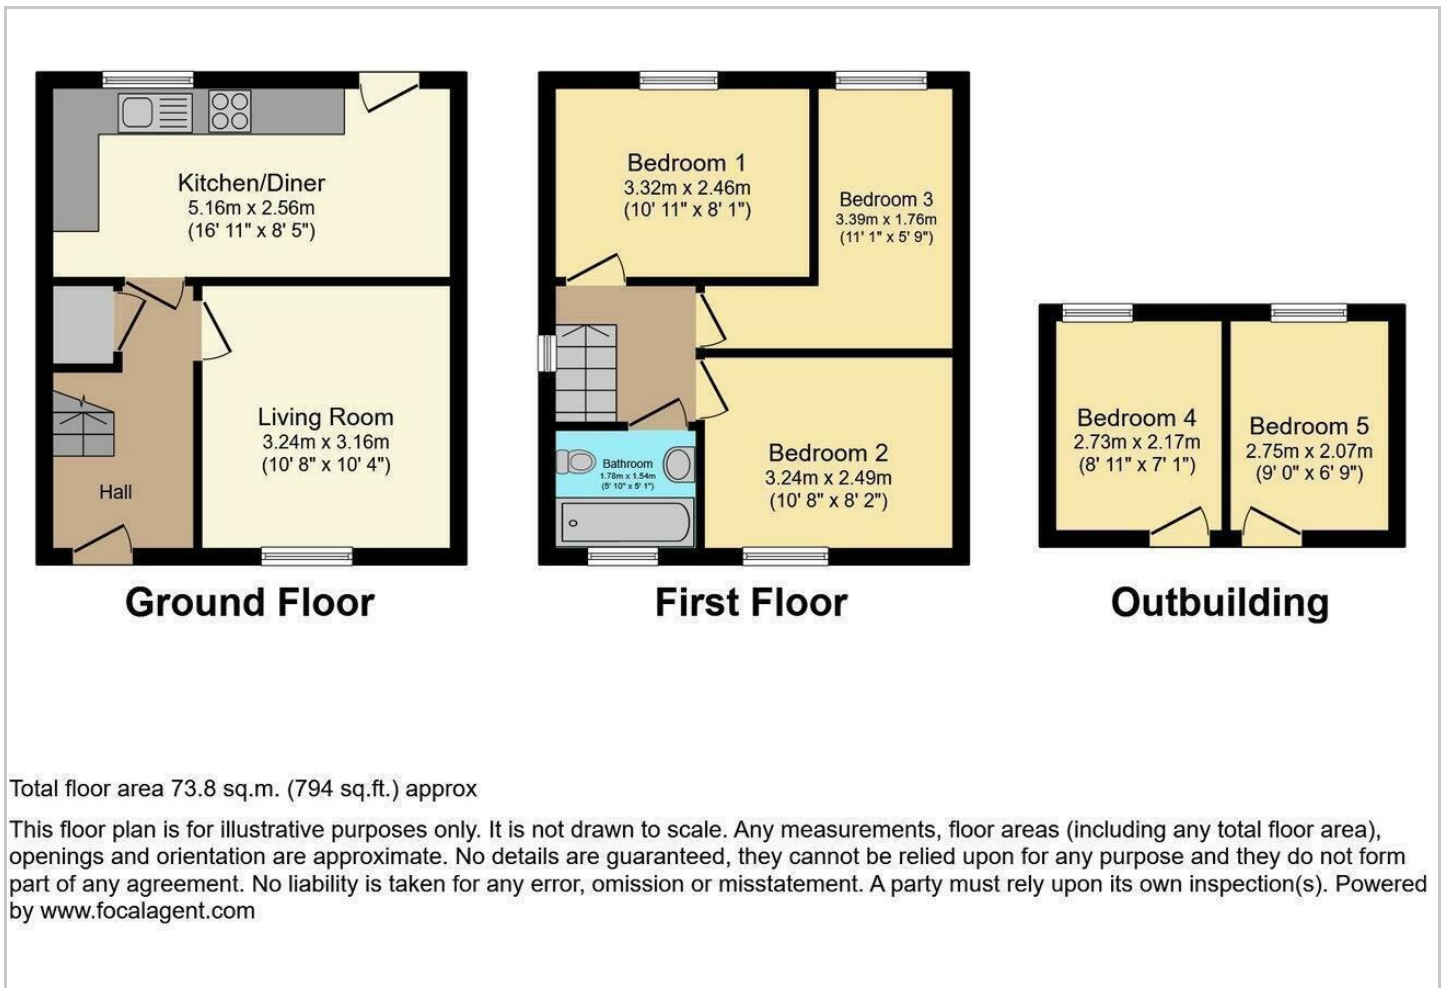 Kitchen/Diner
5.16m x 2.56m
(16' 11" x 8' 5")
Living Room
3.24m x 3.16m
(10' 8" x 10' 4")
Hall
Ground Floor
Bedroom 1
3.32m x 2.46m
(10' 11" x 8' 1")
Bedroom 3
3.39m x 1.76m
(11' 1" x 5' 9")
Bedroom 2
3.24m x 2.49m
(10' 8" x 8' 2")
Bathroom
1.78m x 1.54m
(5' 10" x 5' 1")
First Floor
Bedroom 4
2.73m x 2.17m
(8' 11" x 7' 1")
Bedroom 5
2.75m x 2.07m
(9' 0" x 6' 9")
Outbuilding
Total floor area 73.8 sq.m. (794 sq.ft.) approx
This floor plan is for illustrative purposes only. It is not drawn to scale. Any measurements, floor areas (including any total floor area),
openings and orientation are approximate. No details are guaranteed, they cannot be relied upon for any purpose and they do not form
part of any agreement. No liability is taken for any error, omission or misstatement. A party must rely upon its own inspection(s). Powered
by www.focalagent.com